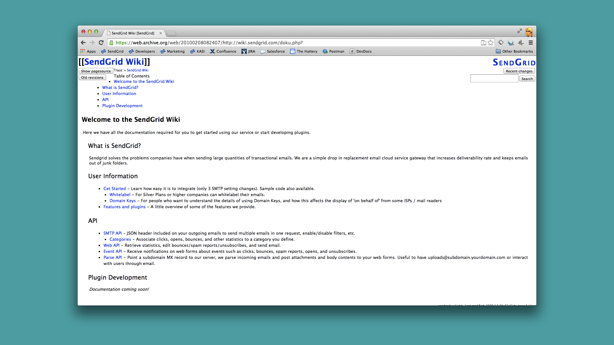 SendGrid Wiki [SendGrid]
https://web.archive.org/web/20100208082407/http://wiki.sendgrid.com/doku.php?
Apps SendGrid Developers Marketing KAD Confluence JIRA Salesforce The Hottery Postman DevDocs
[[SendGrid Wiki]] SENDGRID
Show pagesource Trace: » SendGrid Wiki Recent changes
Old revisions Table of Contents Search
Welcome to the SendGrid Wiki
What is SendGrid?
User Information
API
Plugin Development
Welcome to the SendGrid Wiki
Here we have all the documentation required for you to get started using our service or start developing plugins.
What is SendGrid?
Sendgrid solves the problems companies have when sending large quantities of transactional emails. We are a simple drop in replacement email cloud service gateway that increases deliverability rate and keeps emails
out of junk folders.
User Information
Get Started – Learn how easy it is to integrate (only 3 SMTP setting changes). Sample code also available.
Whitelabel – For Silver Plans or higher companies can whitelabel their emails.
Domain Keys – For people who want to understand the details of using Domain Keys, and how this affects the display of 'on behalf of' from some ISPs / mail readers
Features and plugins – A little overview of some of the features we provide.
API
SMTP API – JSON header included on your outgoing emails to send multiple emails in one request, enable/disable filters, etc.
Categories – Associate clicks, opens, bounces, and other statistics to a category you define.
Web API – Retrieve statistics, edit bounces/spam reports/unsubscribes, and send email.
Event API – Receive notifications on web forms about events such as clicks, bounces, spam reports, opens, and unsubscribes.
Parse API – Point a subdomain MX record to our server, we parse incoming emails and post attachments and body contents to your web forms. Useful to have uploads@subdomain.yourdomain.com or interact
with users through email.
Plugin Development
Documentation coming soon!